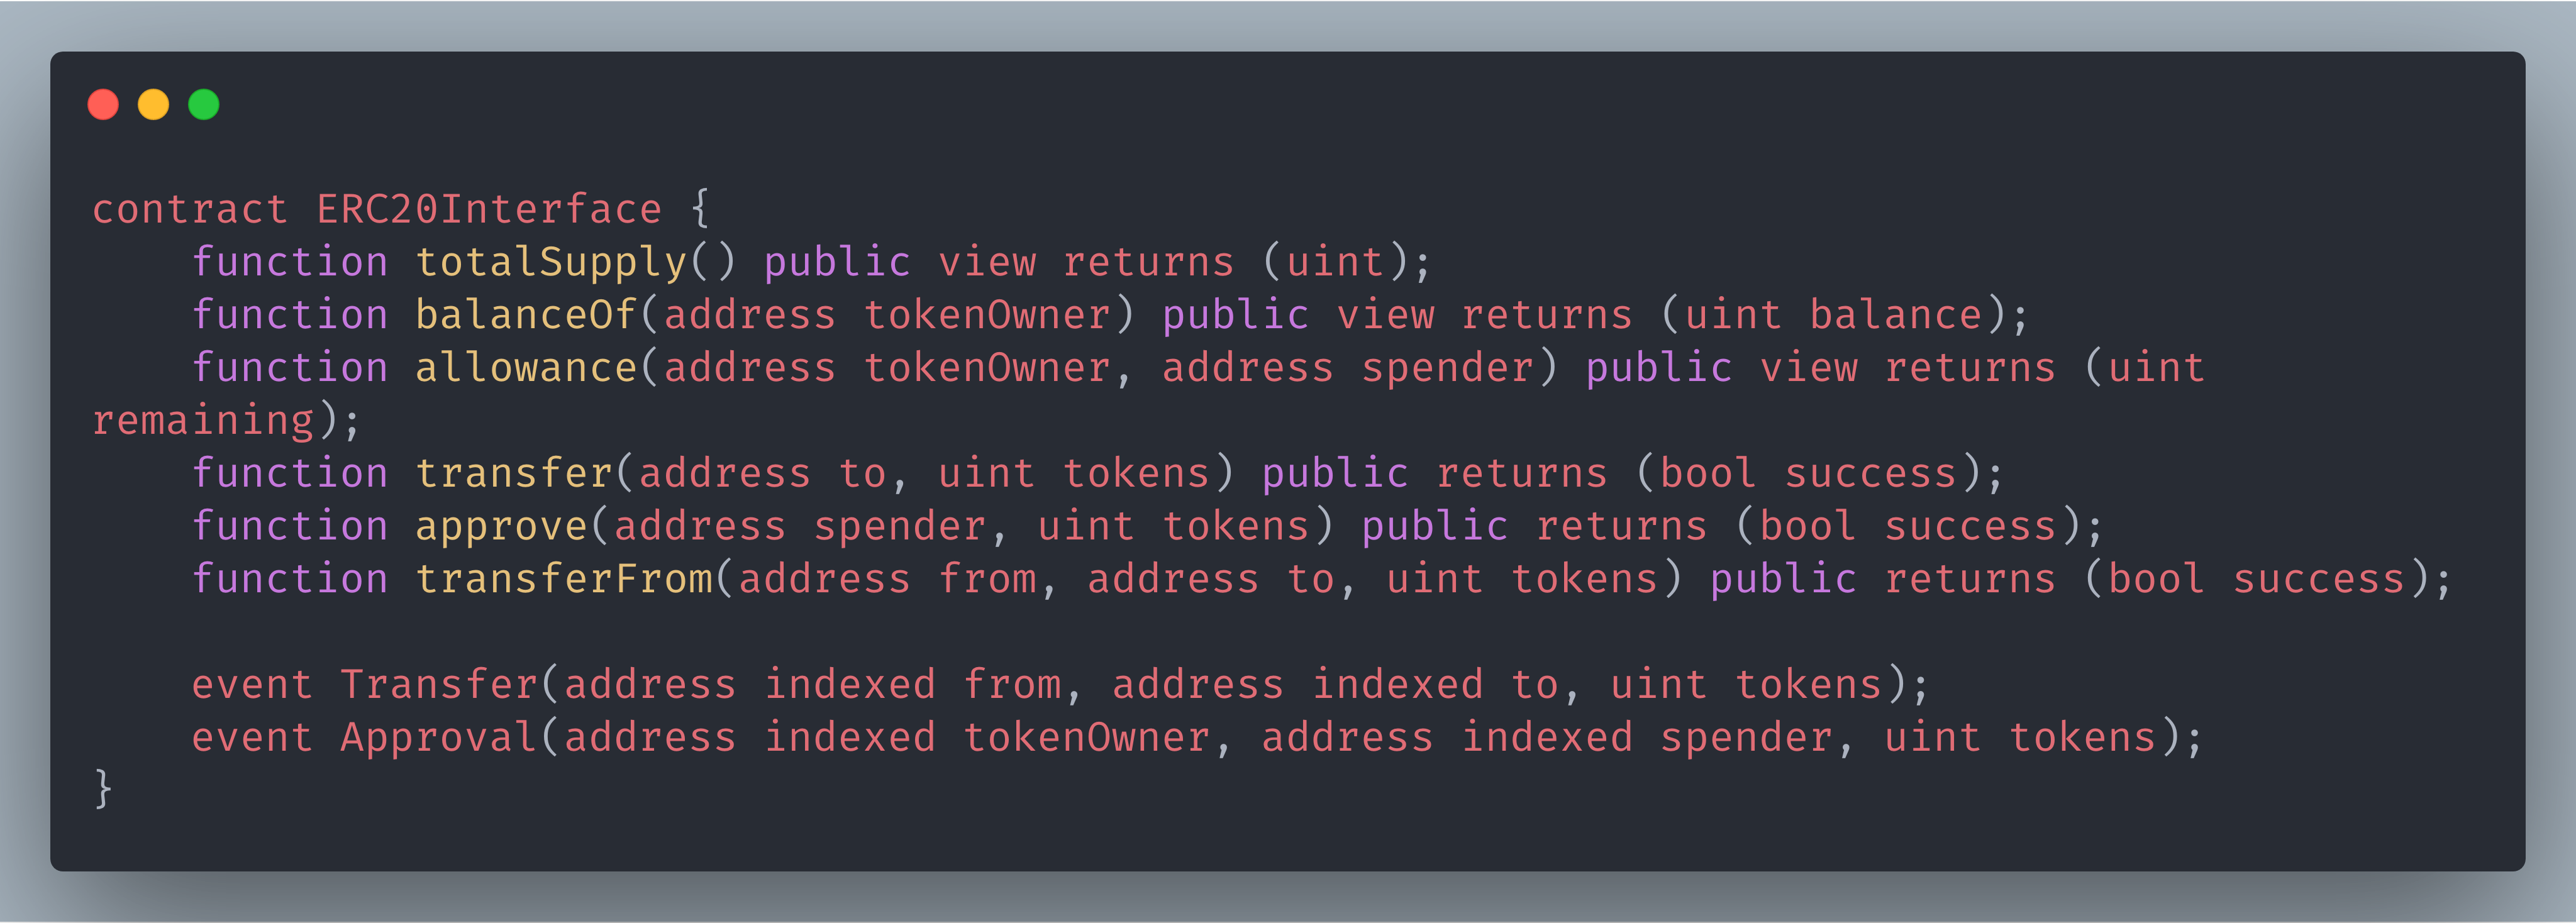 contract ERC20Interface {
    function totalSupply() public view returns (uint);
    function balanceOf(address tokenOwner) public view returns (uint balance);
    function allowance(address tokenOwner, address spender) public view returns (uint
remaining);
    function transfer(address to, uint tokens) public returns (bool success);
    function approve(address spender, uint tokens) public returns (bool success);
    function transferFrom(address from, address to, uint tokens) public returns (bool success);

    event Transfer(address indexed from, address indexed to, uint tokens);
    event Approval(address indexed tokenOwner, address indexed spender, uint tokens);
}